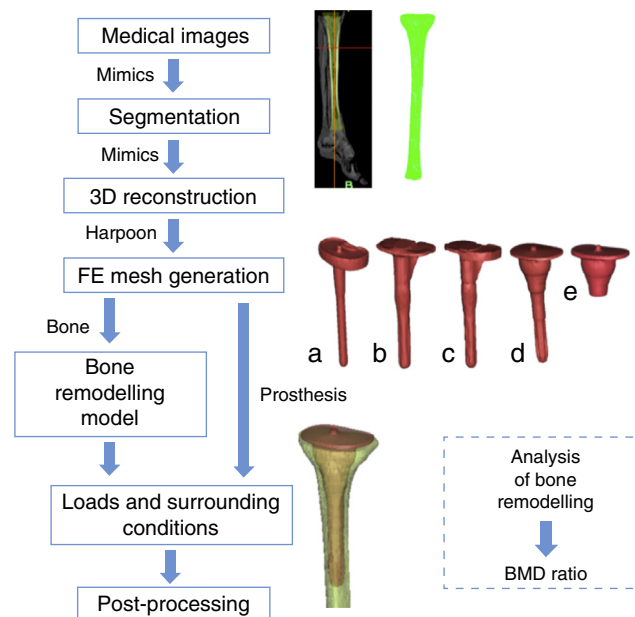 Medical images
Mimics
Segmentation
Mimics
3D reconstruction
Harpoon
FE mesh generation
Bone
Bone
remodelling
model
Prosthesis
Loads and surrounding
conditions
Post-processing
B
a
b
c
d
e
Analysis
of bone
remodelling
BMD ratio